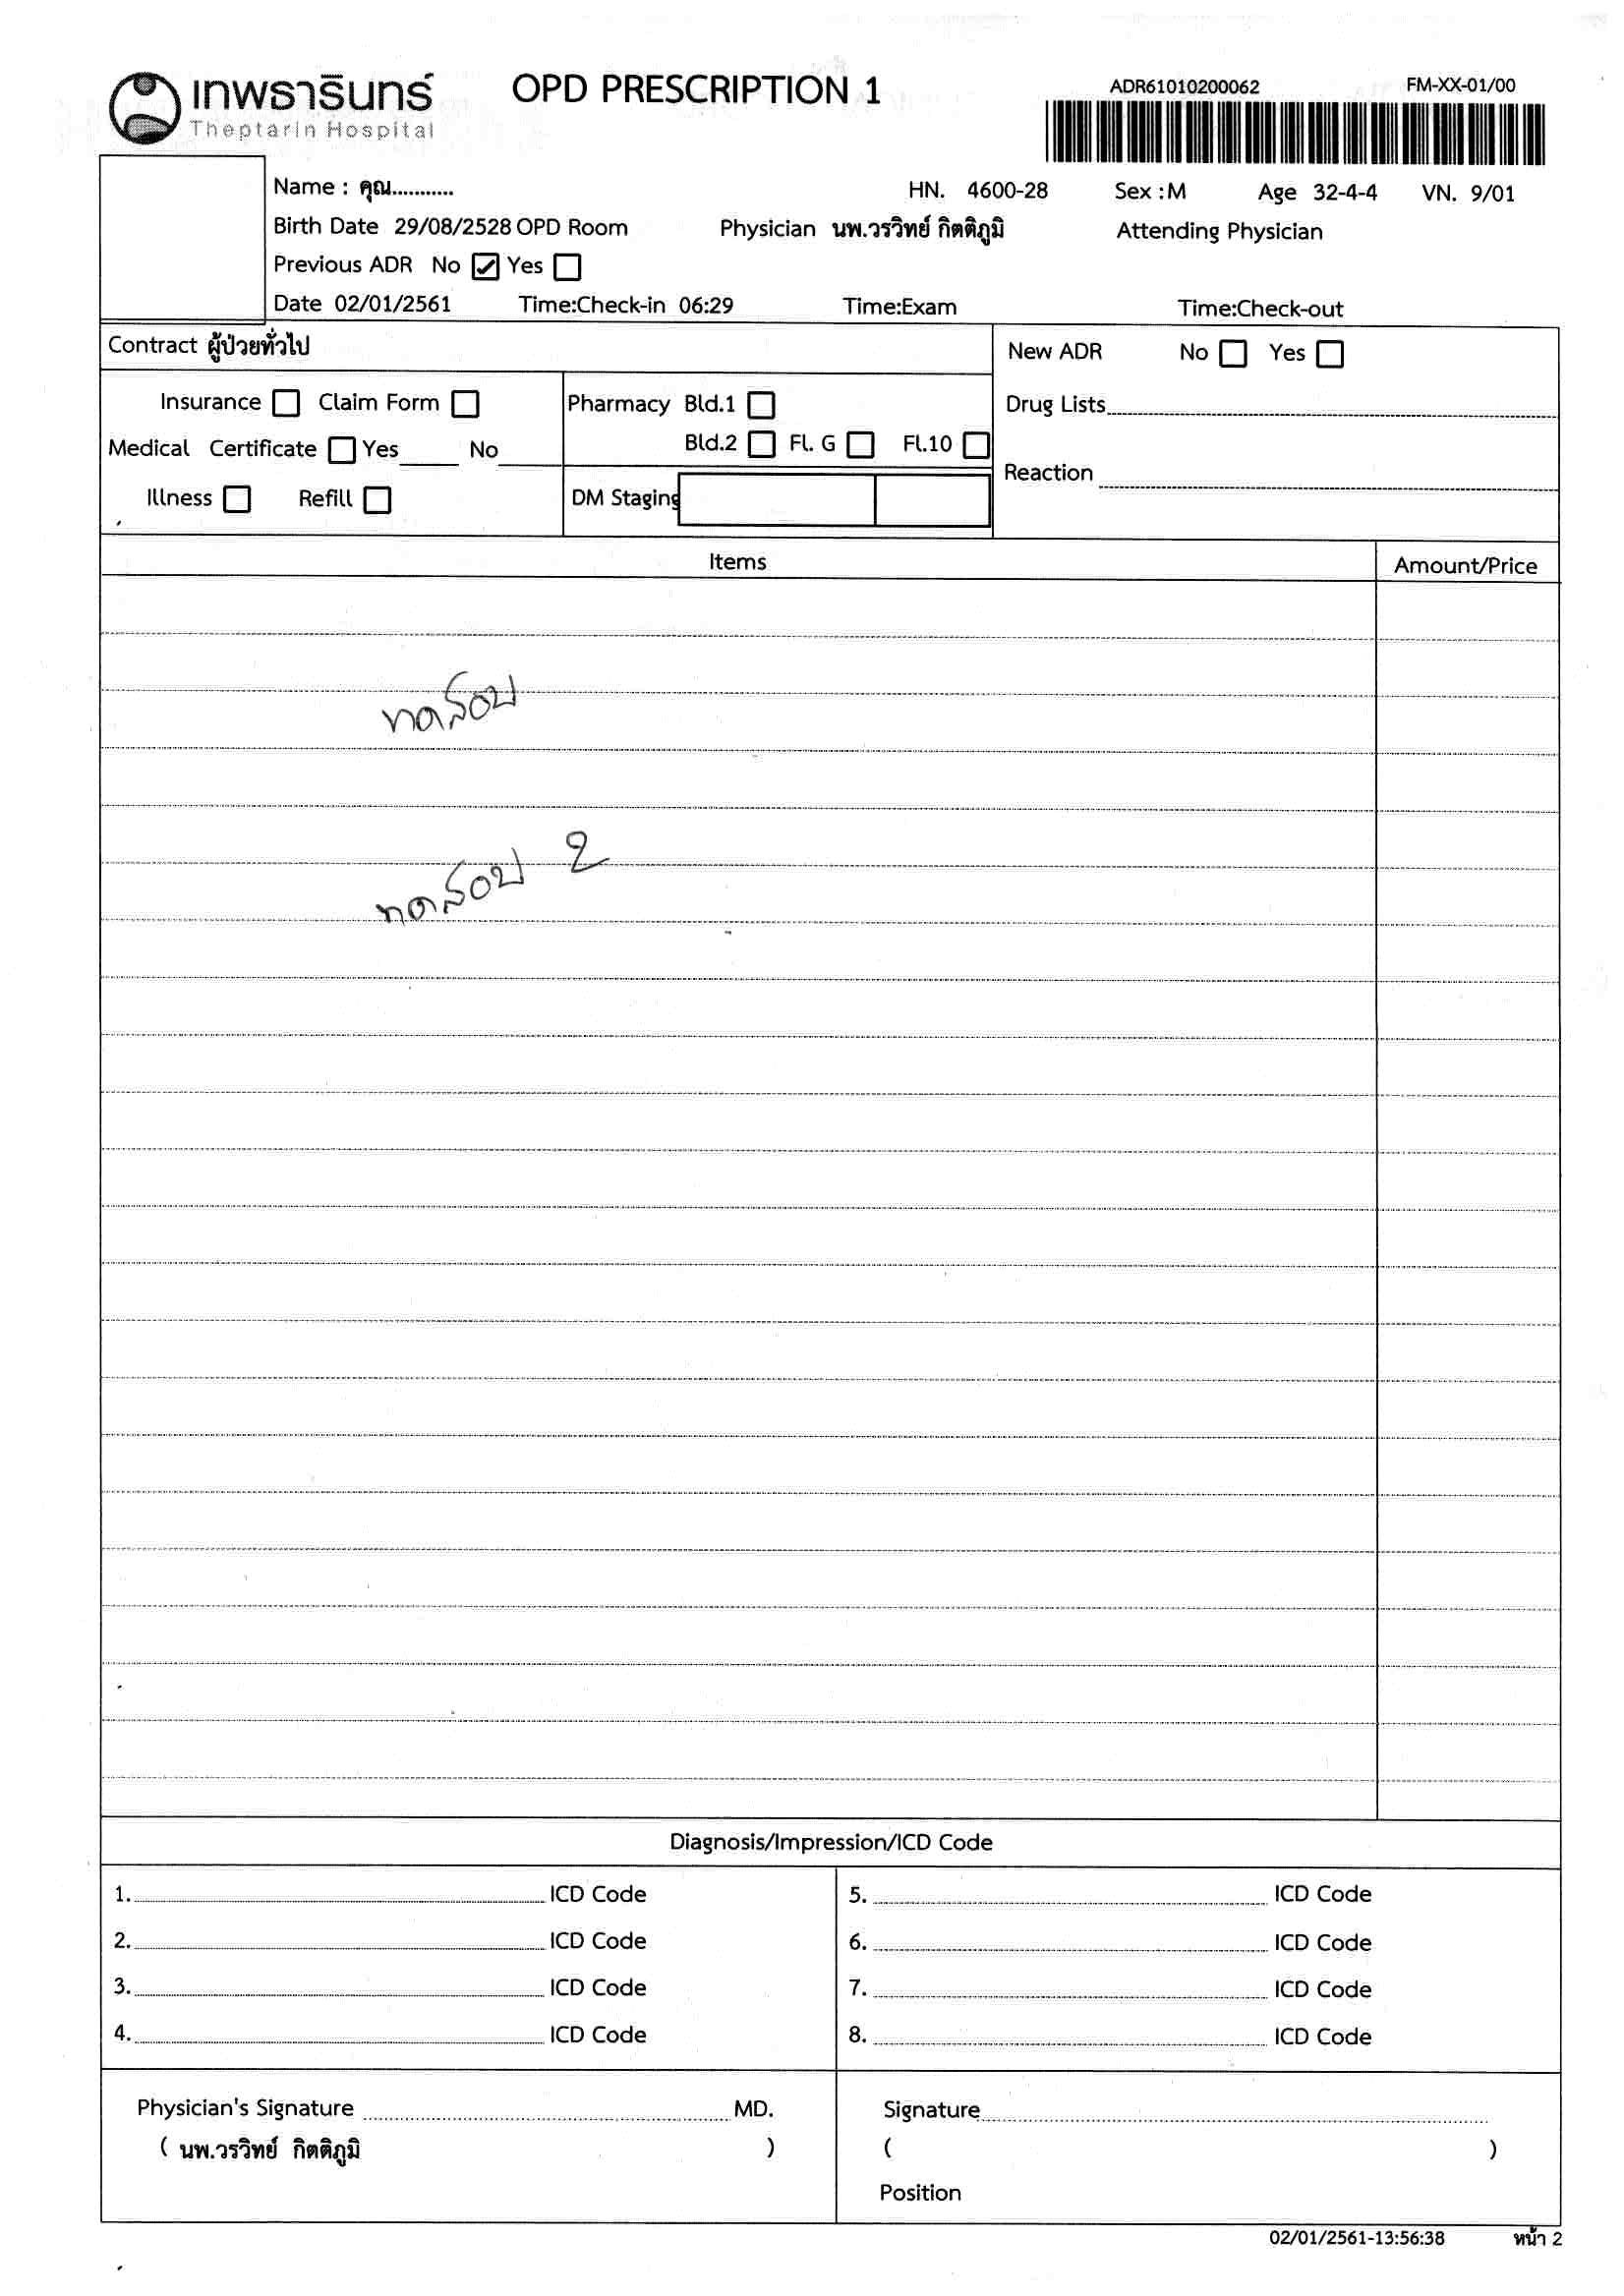 เทพธารินทร์
Theptarin Hospital
OPD PRESCRIPTION 1
ADR61010200062 FM-XX-01/00
Name : คุณ........... HN. 4600-28 Sex :M Age 32-4-4 VN. 9/01
Birth Date 29/08/2528 OPD Room Physician นพ.วรวิทย์ กิตติภูมิ Attending Physician
Previous ADR No Yes
Date 02/01/2561 Time:Check-in 06:29 Time:Exam Time:Check-out
Contract ผู้ป่วยทั่วไป New ADR No Yes
Insurance Claim Form Pharmacy Bld.1 Drug Lists
Medical Certificate Yes No Bld.2 Fl. G Fl.10
Reaction
Illness Refill DM Staging
Items Amount/Price
ทดสอบ
ทดสอบ 2
Diagnosis/Impression/ICD Code
1. ICD Code 5. ICD Code
2. ICD Code 6. ICD Code
3. ICD Code 7. ICD Code
4. ICD Code 8. ICD Code
Physician's Signature MD. Signature
( นพ.วรวิทย์ กิตติภูมิ ) ( )
Position
02/01/2561-13:56:38 หน้า 2